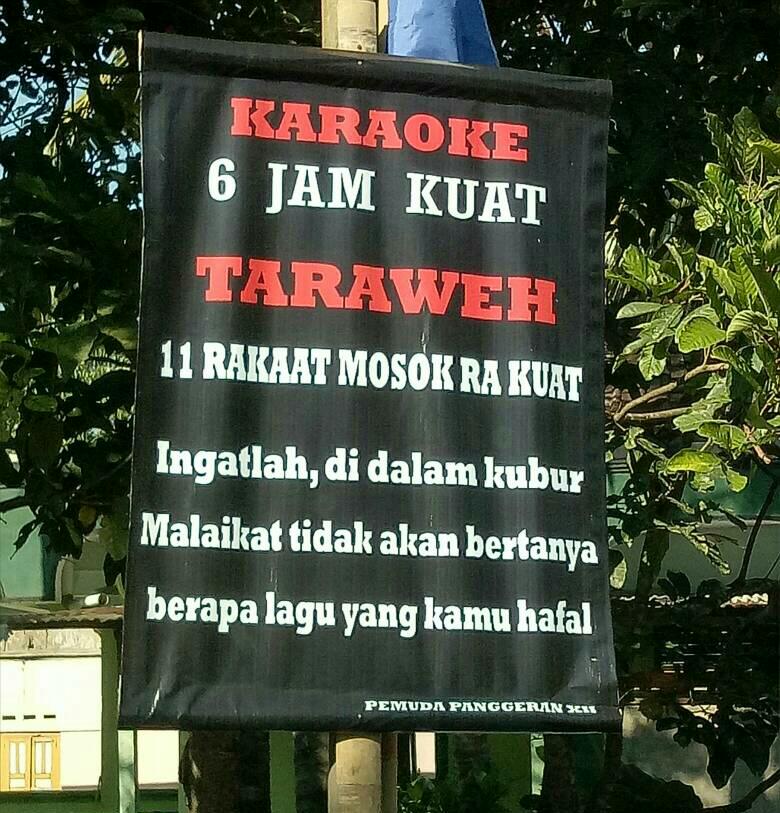 KARAOKE
6 JAM KUAT
TARAWEH
11 RAKAAT MOSOK RA KUAT
Ingatlah, di dalam kubur
Malaikat tidak akan bertanya
berapa lagu yang kamu hafal
PEMUDA PANGGERAN XII